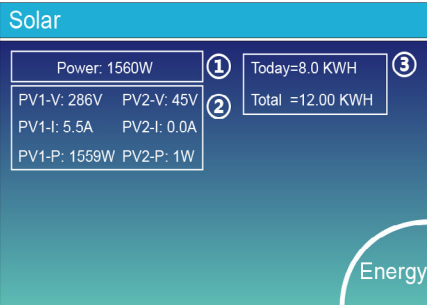 Solar
Power: 1560W ①
PV1-V: 286V PV2-V: 45V ②
PV1-I: 5.5A PV2-I: 0.0A
PV1-P: 1559W PV2-P: 1W
Today=8.0 KWH ③
Total =12.00 KWH
Energy